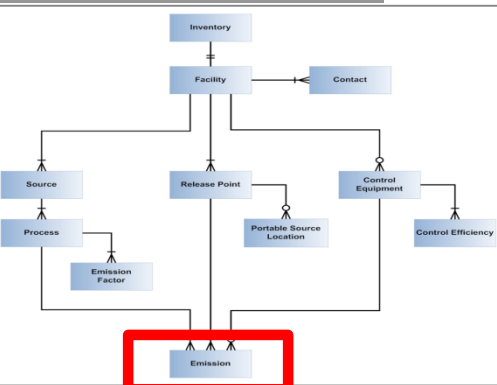 Inventory
Facility
Contact
Source
Release Point
Control
Equipment
Process
Portable Source
Location
Control Efficiency
Emission
Factor
Emission